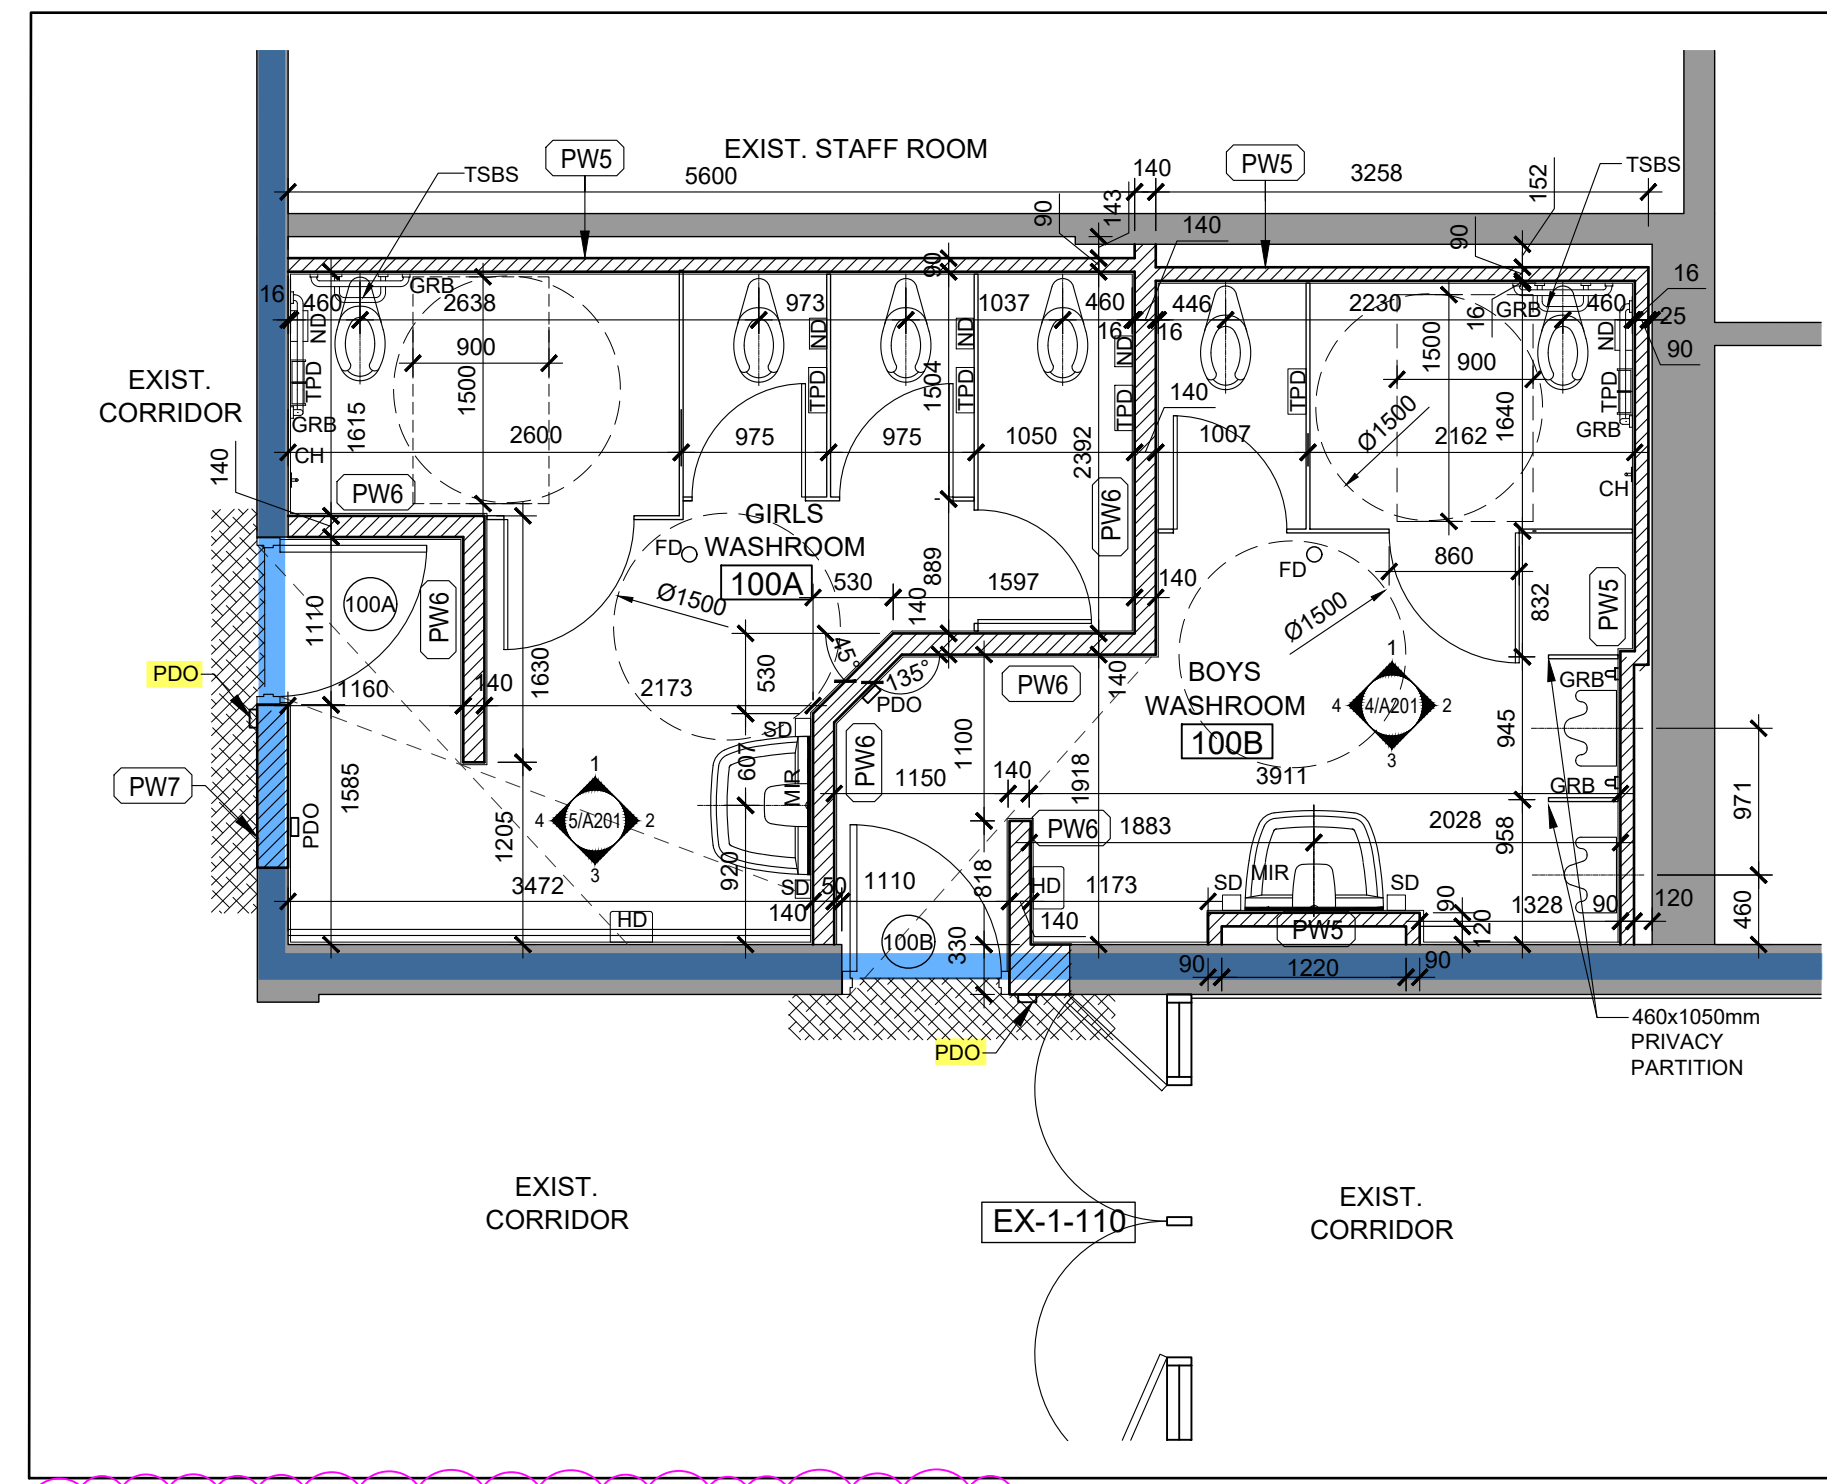 EXIST. STAFF ROOM
PW5
PW5
TSBS
TSBS
5600
140
3258
152
90
143
140
90
90
16
460
GRB
2638
973
1037
460
446
2230
GRB
460
16
25
90
16
16
16
ND
ND
ND
ND
ND
900
1500
1504
1500
900
EXIST.
CORRIDOR
TPD
TPD
TPD
TPD
TPD
TPD
GRB
1615
140
Ø1500
1640
GRB
2600
975
975
1050
2392
1007
2162
CH
CH
140
PW6
PW6
GIRLS
WASHROOM
100A
FD
FD
530
889
1597
140
860
832
PW5
100A
PW6
1110
Ø1500
140
Ø1500
PDO
45°
135°
1160
140
1630
2173
530
PDO
PW6
140
BOYS
WASHROOM
100B
1
4
4/A201
2
3
GRB
945
PW7
PDO
1585
1205
1
4
5/A201
2
3
SD
607
MIR
PW6
1150
1100
140
1918
3911
GRB
971
PW6
1883
2028
958
3472
920
SD
50
140
HD
1110
818
HD
1173
140
SD
MIR
SD
90
120
1328
90
120
460
100B
330
PW5
90
1220
90
PDO
460x1050mm
PRIVACY
PARTITION
EXIST.
CORRIDOR
EX-1-110
EXIST.
CORRIDOR